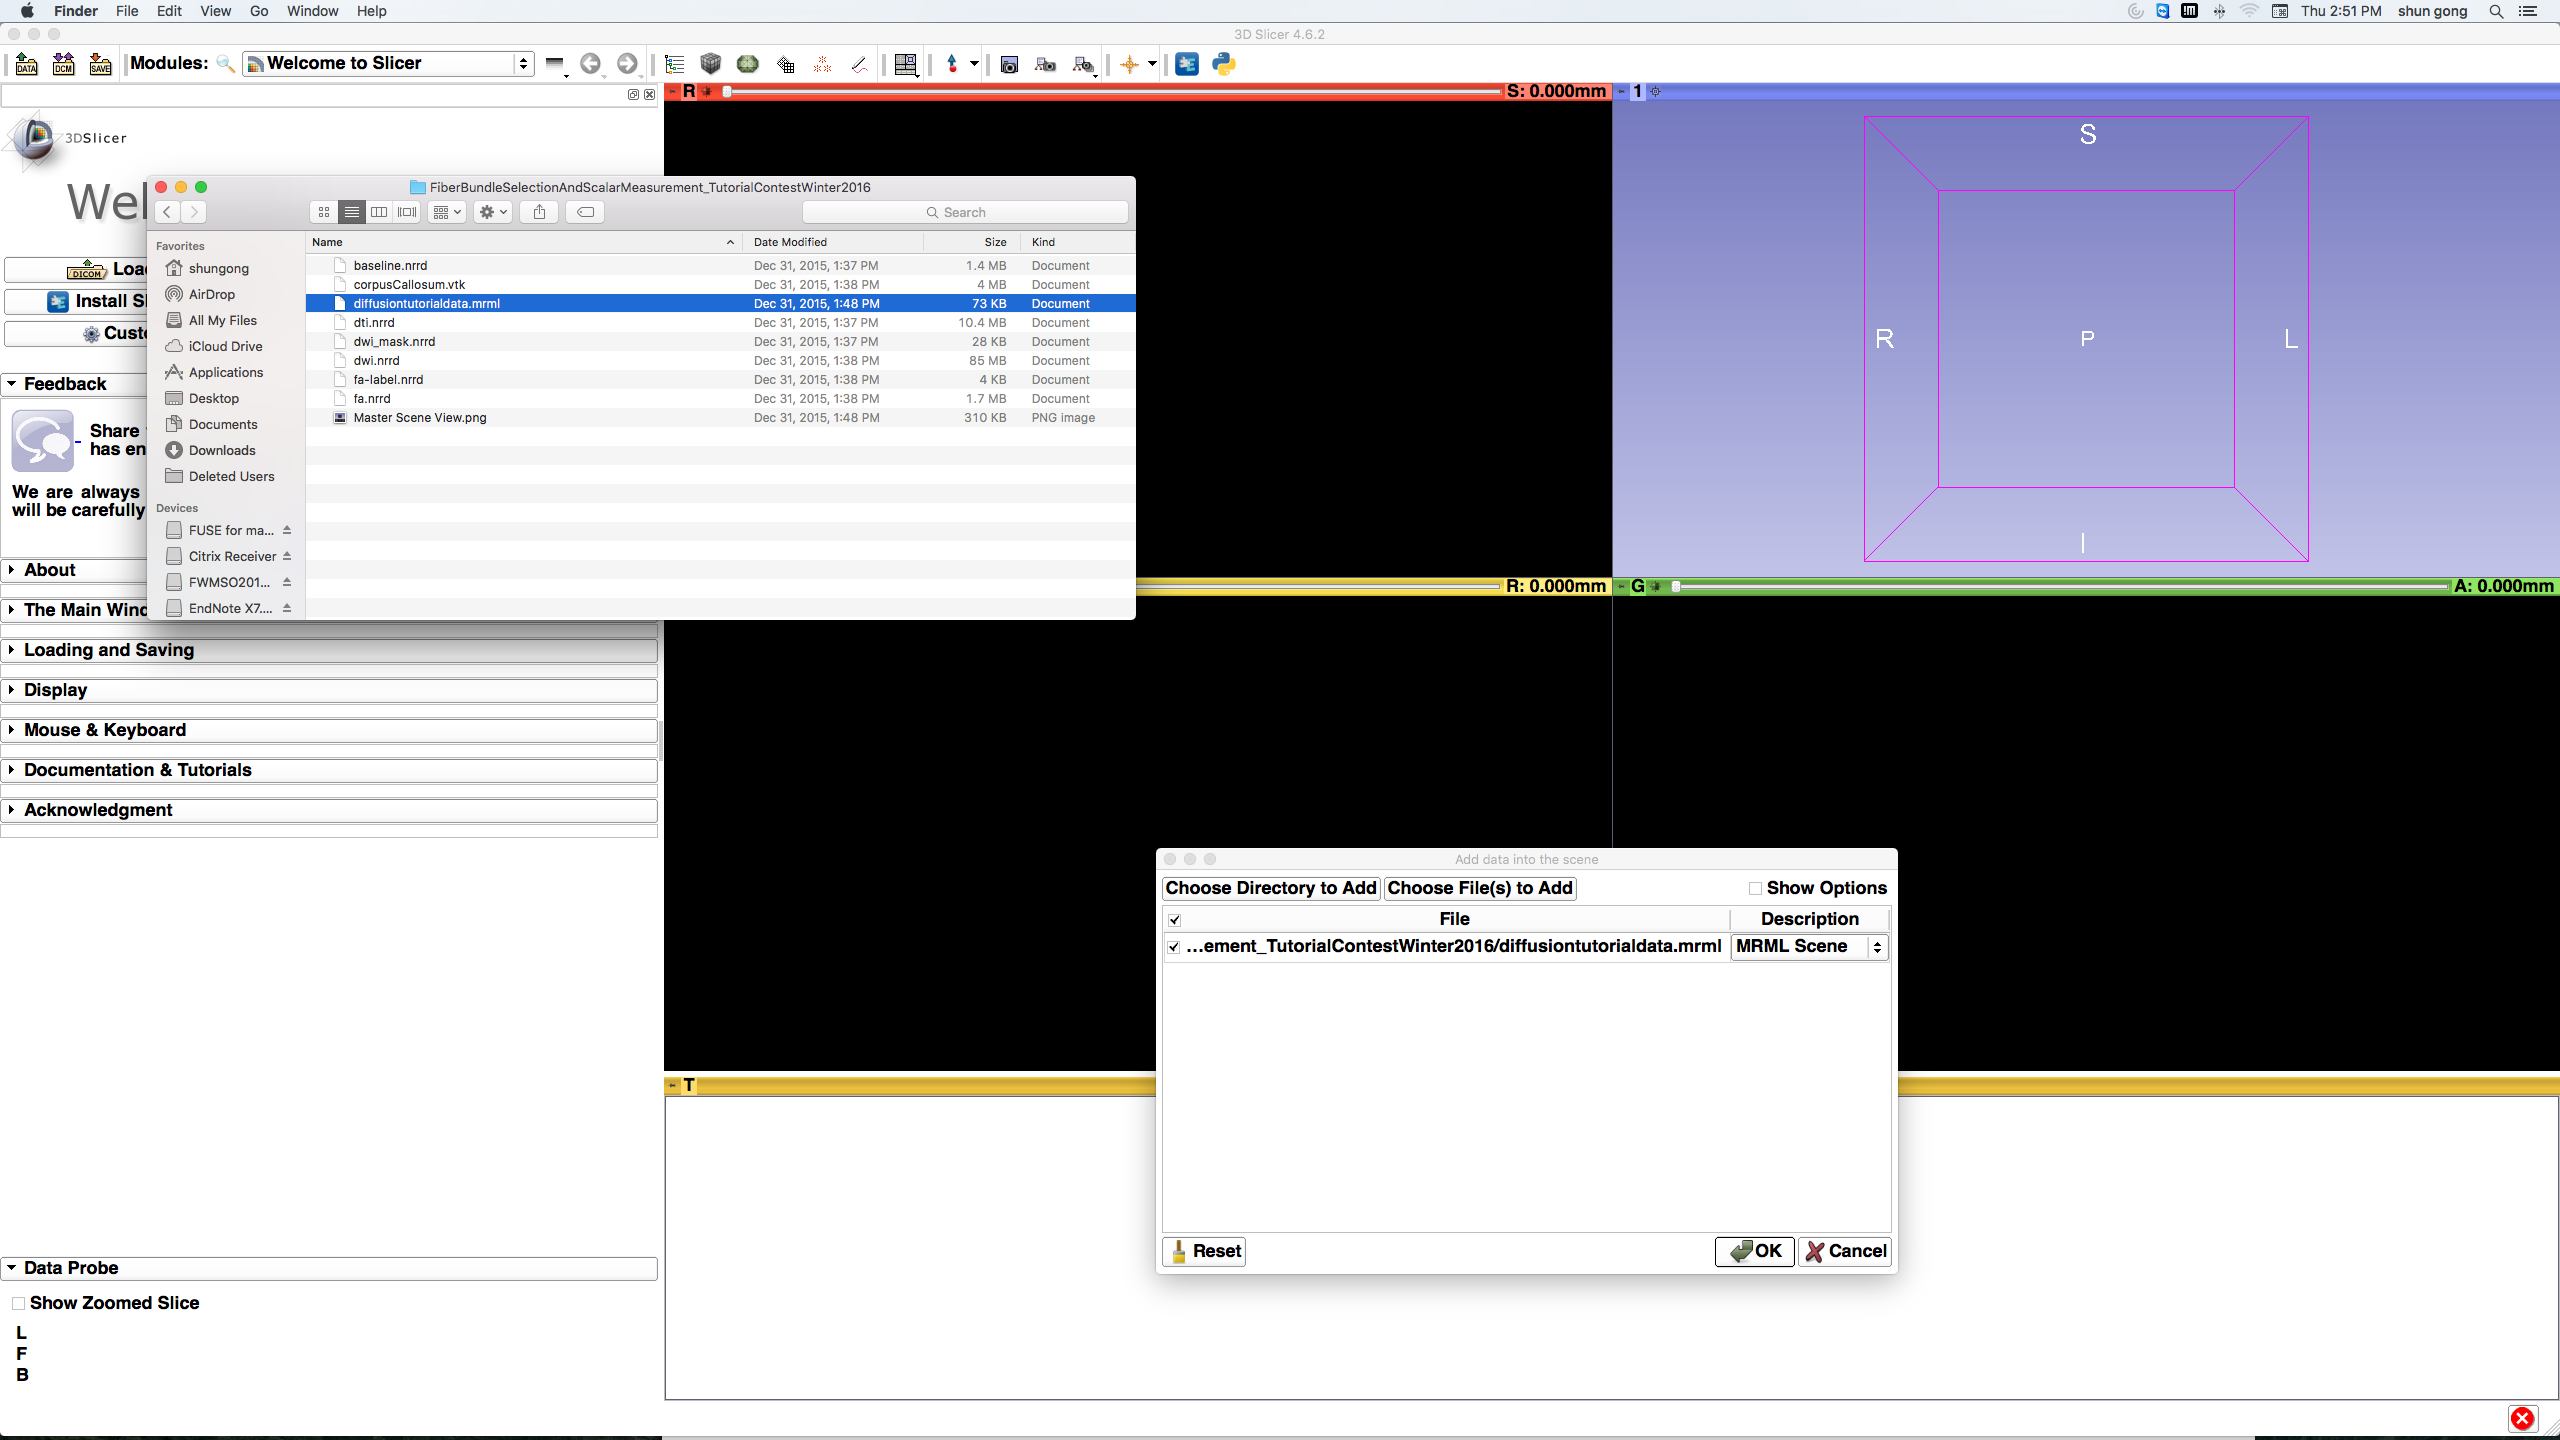 Finder File Edit View Go Window Help
Thu 2:51 PM shun gong
3D Slicer 4.6.2
DATA DCM SAVE Modules: Welcome to Slicer
R S: 0.000mm
1
3DSlicer
Wel
DICOM Loa
Install Sl
Custo
Feedback
Share
has en
We are always
will be carefully
About
The Main Wind
Loading and Saving
Display
Mouse & Keyboard
Documentation & Tutorials
Acknowledgment
Data Probe
Show Zoomed Slice
L
F
B
FiberBundleSelectionAndScalarMeasurement_TutorialContestWinter2016
Search
Favorites
shungong
AirDrop
All My Files
iCloud Drive
Applications
Desktop
Documents
Downloads
Deleted Users
Devices
FUSE for ma...
Citrix Receiver
FWMSO201...
EndNote X7....
Name Date Modified Size Kind
baseline.nrrd Dec 31, 2015, 1:37 PM 1.4 MB Document
corpusCallosum.vtk Dec 31, 2015, 1:38 PM 4 MB Document
diffusiontutorialdata.mrml Dec 31, 2015, 1:48 PM 73 KB Document
dti.nrrd Dec 31, 2015, 1:37 PM 10.4 MB Document
dwi_mask.nrrd Dec 31, 2015, 1:37 PM 28 KB Document
dwi.nrrd Dec 31, 2015, 1:38 PM 85 MB Document
fa-label.nrrd Dec 31, 2015, 1:38 PM 4 KB Document
fa.nrrd Dec 31, 2015, 1:38 PM 1.7 MB Document
Master Scene View.png Dec 31, 2015, 1:48 PM 310 KB PNG image
S
R P L
I
R: 0.000mm
G A: 0.000mm
Add data into the scene
Choose Directory to Add Choose File(s) to Add Show Options
File Description
...ement_TutorialContestWinter2016/diffusiontutorialdata.mrml MRML Scene
Reset OK Cancel
T